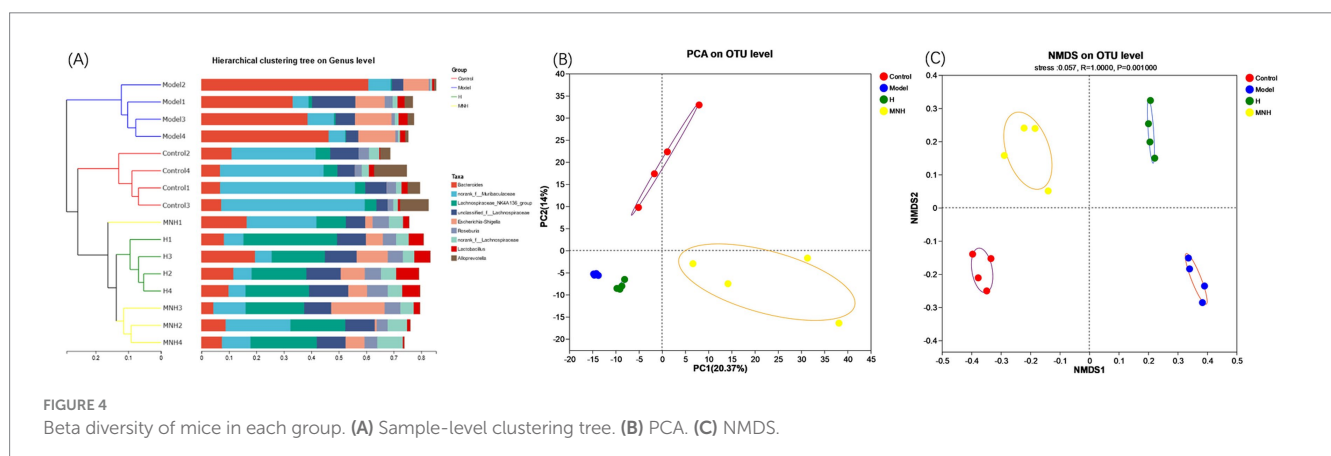 (A)
Hierarchical clustering tree on Genus level
Group
Control
Model
H
MNH
Model2
Model1
Model3
Model4
Control2
Control4
Control1
Control3
MNH1
H1
H3
H2
H4
MNH3
MNH2
MNH4
Taxa
Bacteroides
norank_f__Muribaculaceae
Lachnospiraceae_NK4A136_group
unclassified_f__Lachnospiraceae
Escherichia-Shigella
Roseburia
norank_f__Lachnospiraceae
Lactobacillus
Alloprevotella
0.2 0.1 0
0 0.1 0.2 0.3 0.4 0.5 0.6 0.7 0.8
(B)
PCA on OTU level
Control
Model
H
MNH
PC2(14%)
40
35
30
25
20
15
10
5
0
-5
-10
-15
-20
-20 -15 -10 -5 0 5 10 15 20 25 30 35 40 45
PC1(20.37%)
(C)
NMDS on OTU level
stress :0.057, R=1.0000, P=0.001000
Control
Model
H
MNH
NMDS2
0.4
0.3
0.2
0.1
0
-0.1
-0.2
-0.3
-0.4
-0.5 -0.4 -0.3 -0.2 -0.1 0 0.1 0.2 0.3 0.4 0.5
NMDS1
FIGURE 4
Beta diversity of mice in each group. (A) Sample-level clustering tree. (B) PCA. (C) NMDS.